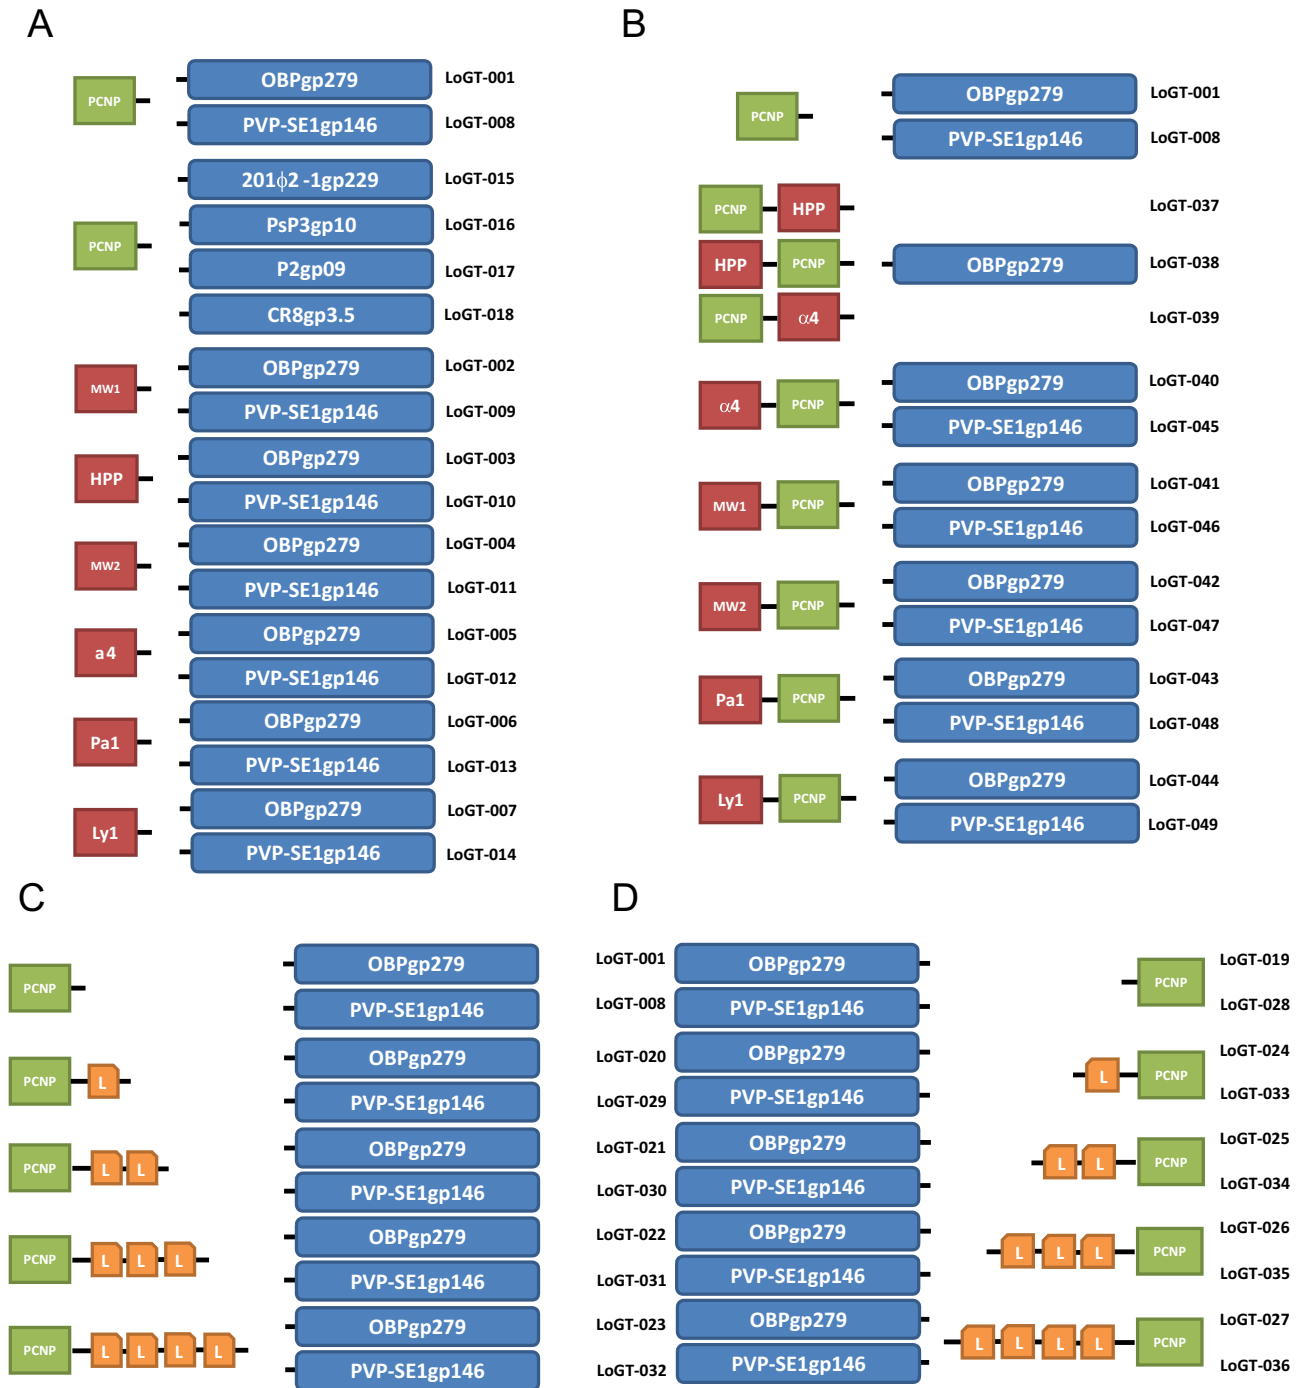 A
PCNP
OBPgp279 LoGT-001
PVP-SE1gp146 LoGT-008
PCNP
201ϕ2 -1gp229 LoGT-015
PsP3gp10 LoGT-016
P2gp09 LoGT-017
CR8gp3.5 LoGT-018
MW1
OBPgp279 LoGT-002
PVP-SE1gp146 LoGT-009
HPP
OBPgp279 LoGT-003
PVP-SE1gp146 LoGT-010
MW2
OBPgp279 LoGT-004
PVP-SE1gp146 LoGT-011
a4
OBPgp279 LoGT-005
PVP-SE1gp146 LoGT-012
Pa1
OBPgp279 LoGT-006
PVP-SE1gp146 LoGT-013
Ly1
OBPgp279 LoGT-007
PVP-SE1gp146 LoGT-014
B
PCNP
OBPgp279 LoGT-001
PVP-SE1gp146 LoGT-008
PCNP HPP LoGT-037
HPP PCNP OBPgp279 LoGT-038
PCNP α4 LoGT-039
α4 PCNP
OBPgp279 LoGT-040
PVP-SE1gp146 LoGT-045
MW1 PCNP
OBPgp279 LoGT-041
PVP-SE1gp146 LoGT-046
MW2 PCNP
OBPgp279 LoGT-042
PVP-SE1gp146 LoGT-047
Pa1 PCNP
OBPgp279 LoGT-043
PVP-SE1gp146 LoGT-048
Ly1 PCNP
OBPgp279 LoGT-044
PVP-SE1gp146 LoGT-049
C
PCNP
OBPgp279 LoGT-001
PVP-SE1gp146 LoGT-008
PCNP L
OBPgp279 LoGT-020
PVP-SE1gp146 LoGT-029
PCNP L L
OBPgp279 LoGT-021
PVP-SE1gp146 LoGT-030
PCNP L L L
OBPgp279 LoGT-022
PVP-SE1gp146 LoGT-031
PCNP L L L L
OBPgp279 LoGT-023
PVP-SE1gp146 LoGT-032
D
OBPgp279 LoGT-019
PVP-SE1gp146 LoGT-028
PCNP
OBPgp279 LoGT-024
PVP-SE1gp146 LoGT-033
L PCNP
OBPgp279 LoGT-025
PVP-SE1gp146 LoGT-034
L L PCNP
OBPgp279 LoGT-026
PVP-SE1gp146 LoGT-035
L L L PCNP
OBPgp279 LoGT-027
PVP-SE1gp146 LoGT-036
L L L L PCNP